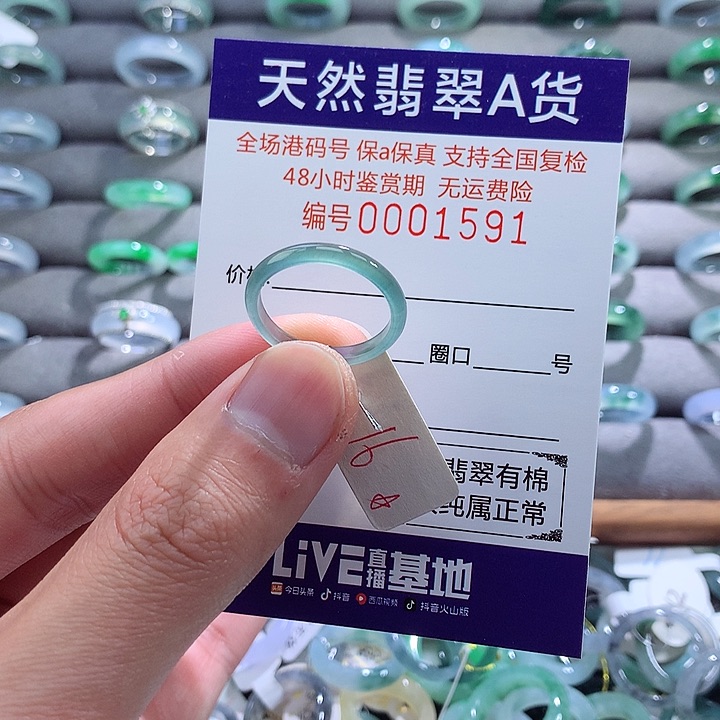 天然翡翠A货
全场港码号 保a保真 支持全国复检
48小时鉴赏期 无运费险
编号0001591
价
圈口 号
翡翠有棉
纯属正常
LiVE直播基地
头条 今日头条 抖音 西瓜视频 抖音火山版